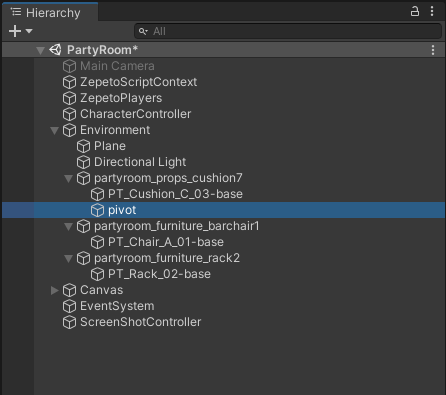 Hierarchy
All
PartyRoom*
Main Camera
ZepetoScriptContext
ZepetoPlayers
CharacterController
Environment
Plane
Directional Light
partyroom_props_cushion7
PT_Cushion_C_03-base
pivot
partyroom_furniture_barchair1
PT_Chair_A_01-base
partyroom_furniture_rack2
PT_Rack_02-base
Canvas
EventSystem
ScreenShotController